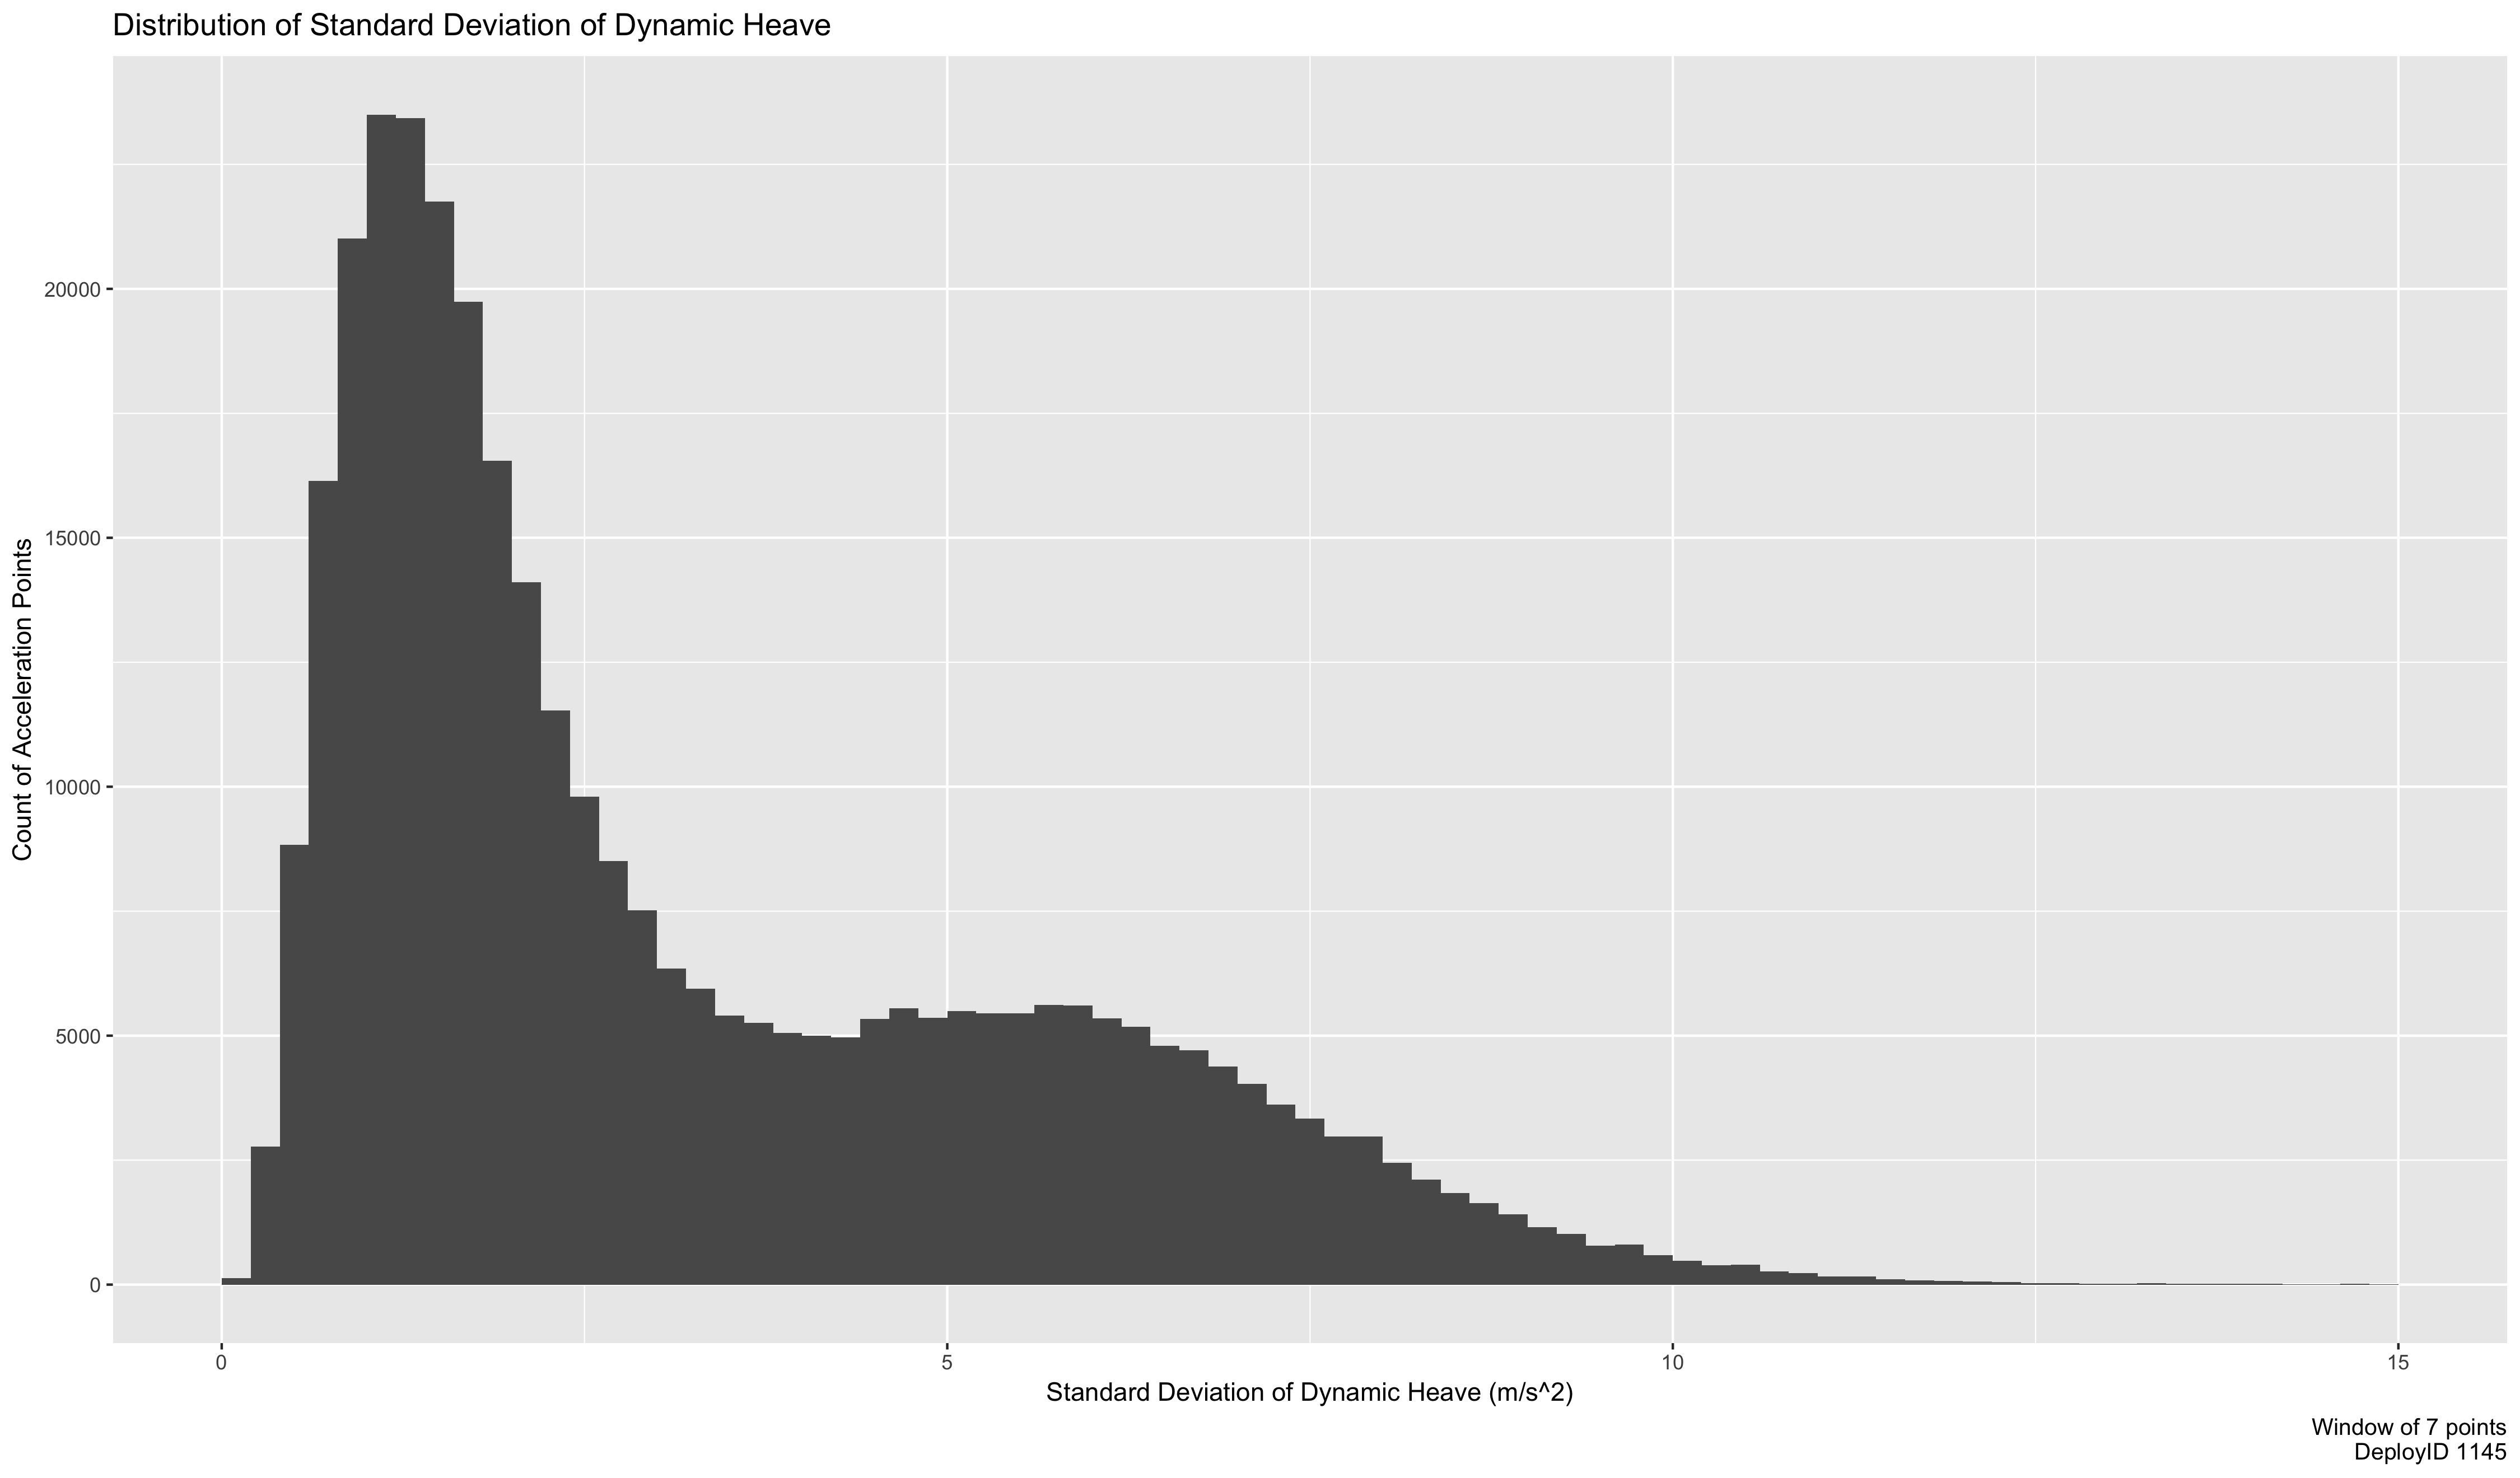 Distribution of Standard Deviation of Dynamic Heave
Count of Acceleration Points
20000
15000
10000
5000
0
0
5
10
15
Standard Deviation of Dynamic Heave (m/s^2)
Window of 7 points
DeployID 1145